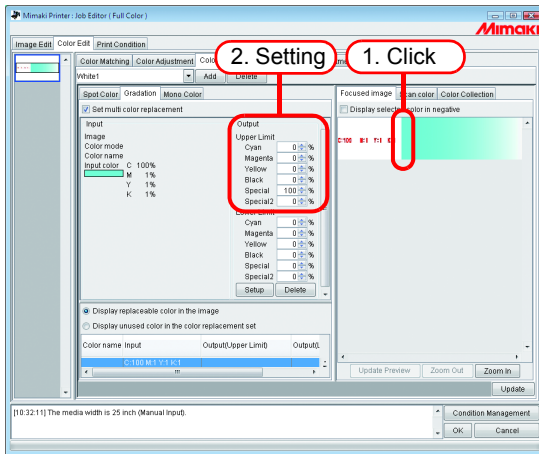 Mimaki Printer : Job Editor ( Full Color )
Mimaki
Image Edit Color Edit Print Condition
Color Matching Color Adjustment
2. Setting
1. Click
White1 Add Delete
Spot Color Gradation Mono Color
Focused image Scan color Color Collection
Set multi color replacement
Display selected color in negative
Input
Output
Image
Upper Limit
Color mode
Cyan 0 %
Color name
Magenta 0 %
Input color C 100%
Yellow 0 %
M 1%
Black 0 %
Y 1%
Special 100 %
K 1%
Special2 0 %
C:100 M:1 Y:1
Lower Limit
Cyan 0 %
Magenta 0 %
Yellow 0 %
Black 0 %
Special 0 %
Special2 0 %
Setup Delete
Display replaceable color in the image
Display unused color in the color replacement set
Color name Input Output(Upper Limit) Output(L
C:100 M:1 Y:1 K:1
Update Preview Zoom Out Zoom In
Update
[10:32:11] The media width is 25 inch (Manual Input).
Condition Management
OK Cancel